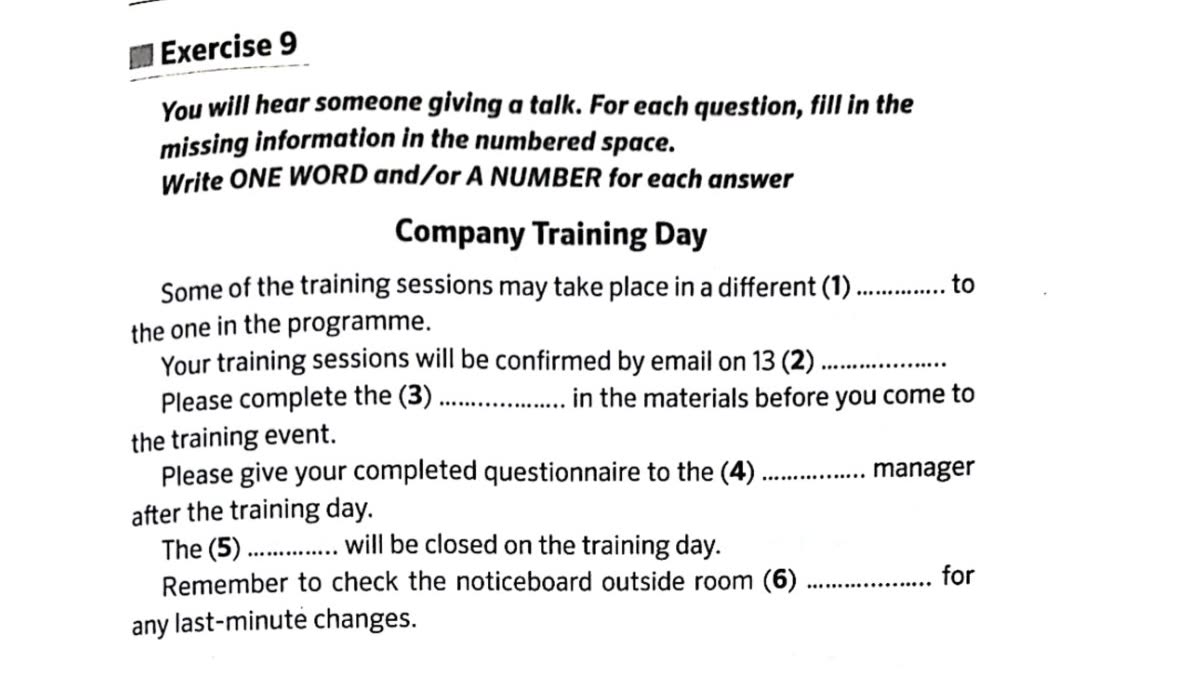 Exercise 9
You will hear someone giving a talk. For each question, fill in the
missing information in the numbered space.
Write ONE WORD and/or A NUMBER for each answer
Company Training Day
Some of the training sessions may take place in a different (1) .............. to
the one in the programme.
Your training sessions will be confirmed by email on 13 (2) ...................
Please complete the (3) ................... in the materials before you come to
the training event.
Please give your completed questionnaire to the (4) ................ manager
after the training day.
The (5) .............. will be closed on the training day.
Remember to check the noticeboard outside room (6) ................... for
any last-minute changes.